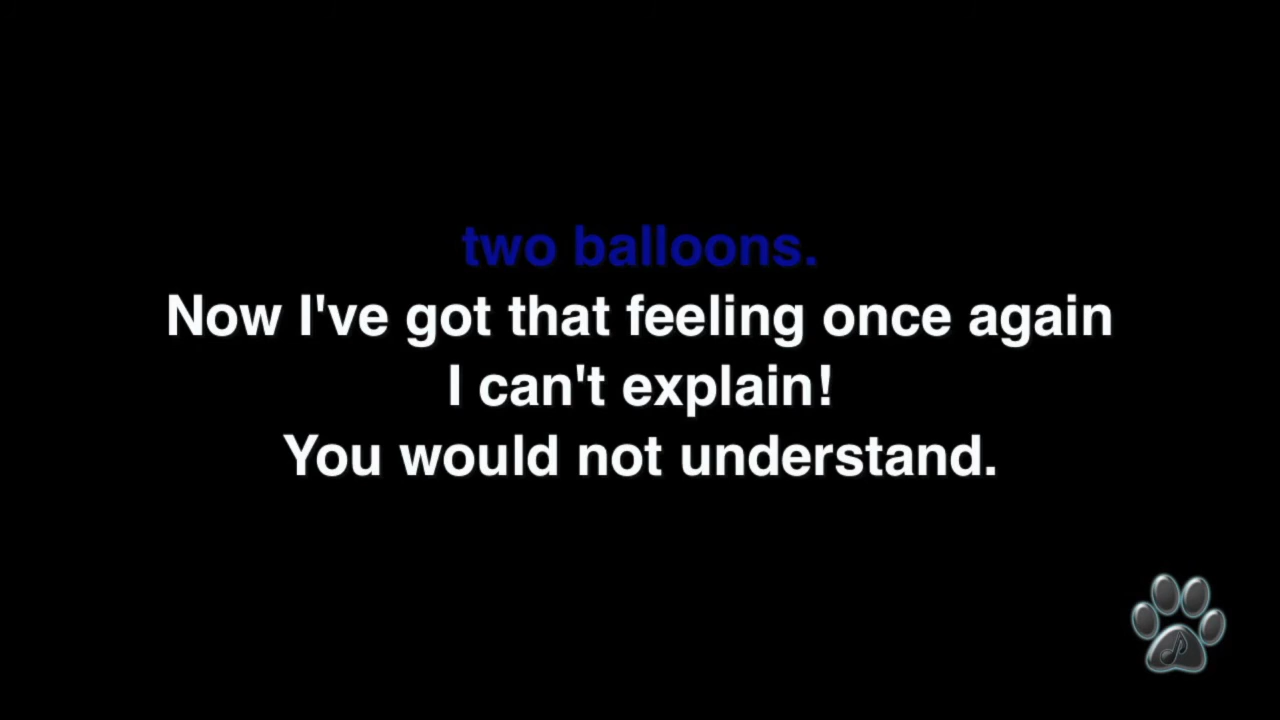 two balloons.
Now I've got that feeling once again
I can't explain!
You would not understand.